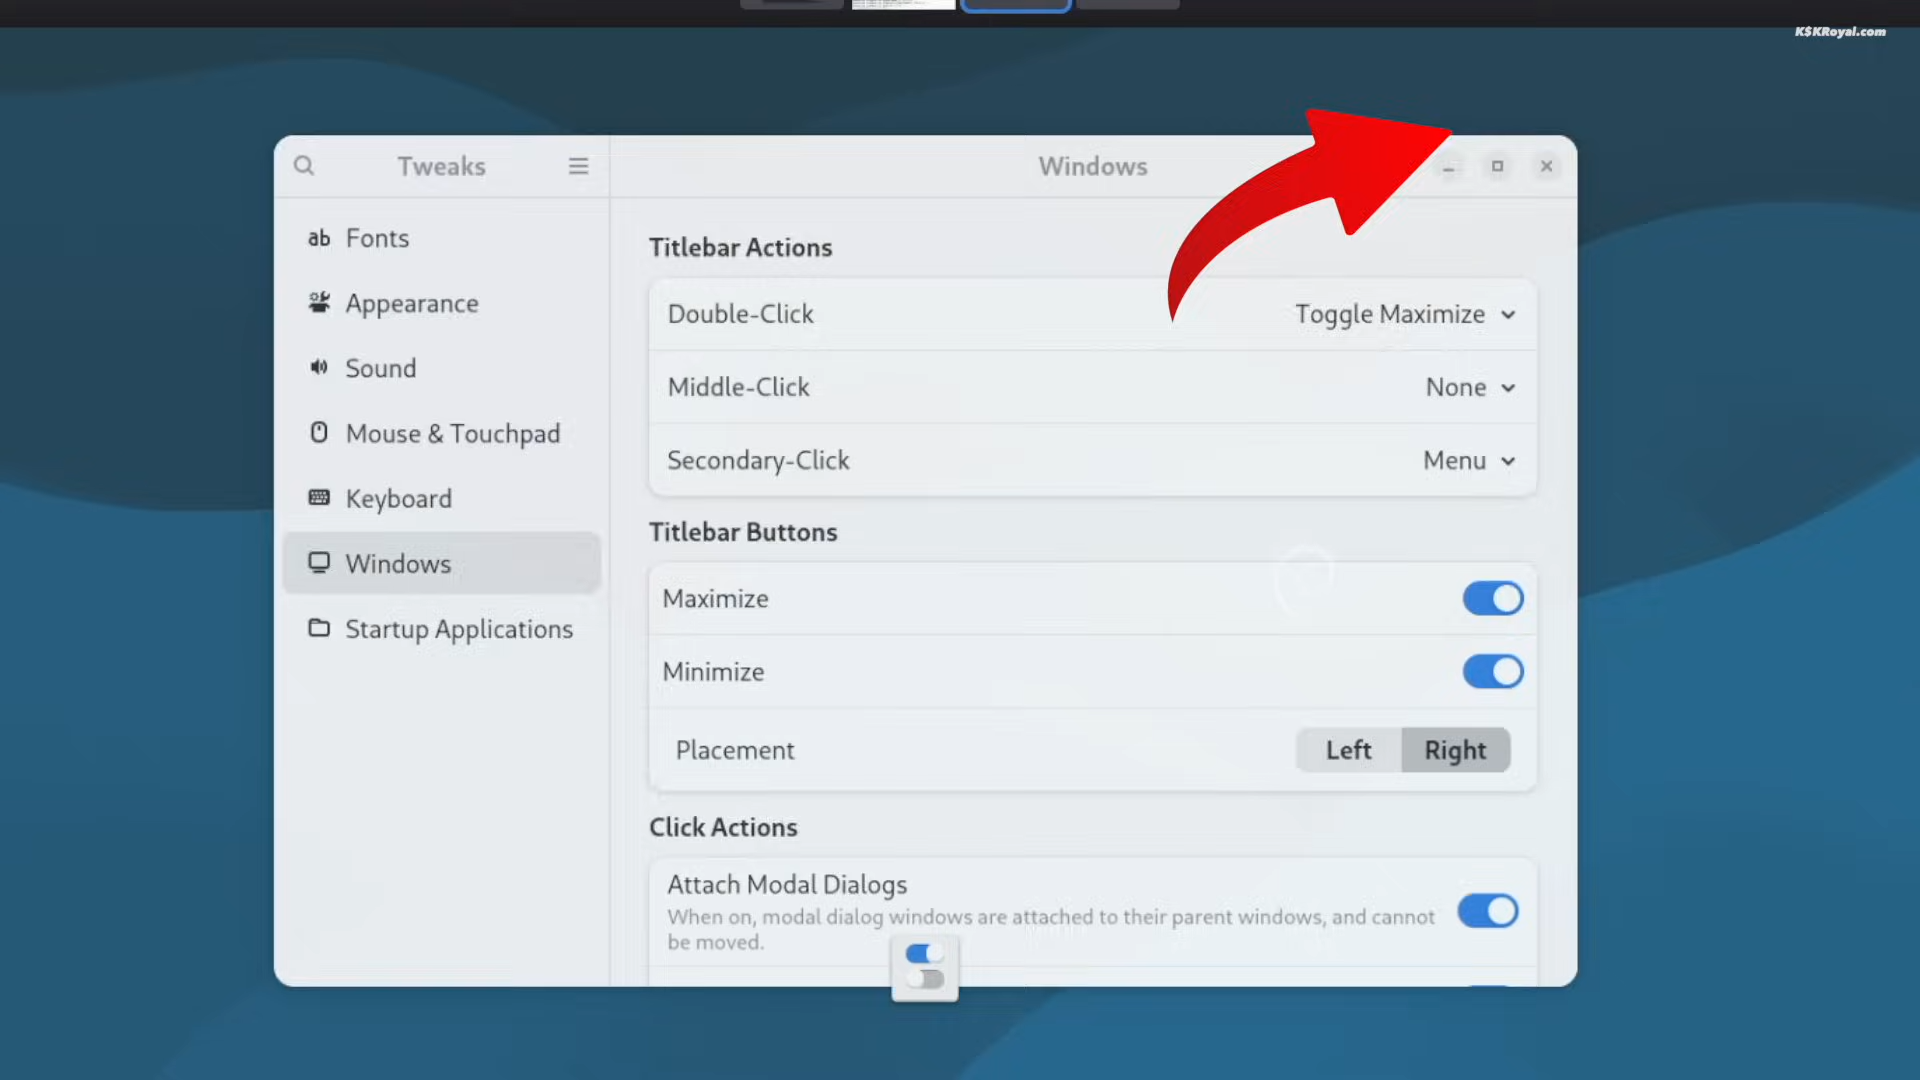 K$KRoyal.com
Tweaks
Windows
ab Fonts
Appearance
Sound
Mouse & Touchpad
Keyboard
Windows
Startup Applications
Titlebar Actions
Double-Click Toggle Maximize
Middle-Click None
Secondary-Click Menu
Titlebar Buttons
Maximize
Minimize
Placement Left Right
Click Actions
Attach Modal Dialogs
When on, modal dialog windows are attached to their parent windows, and cannot
be moved.